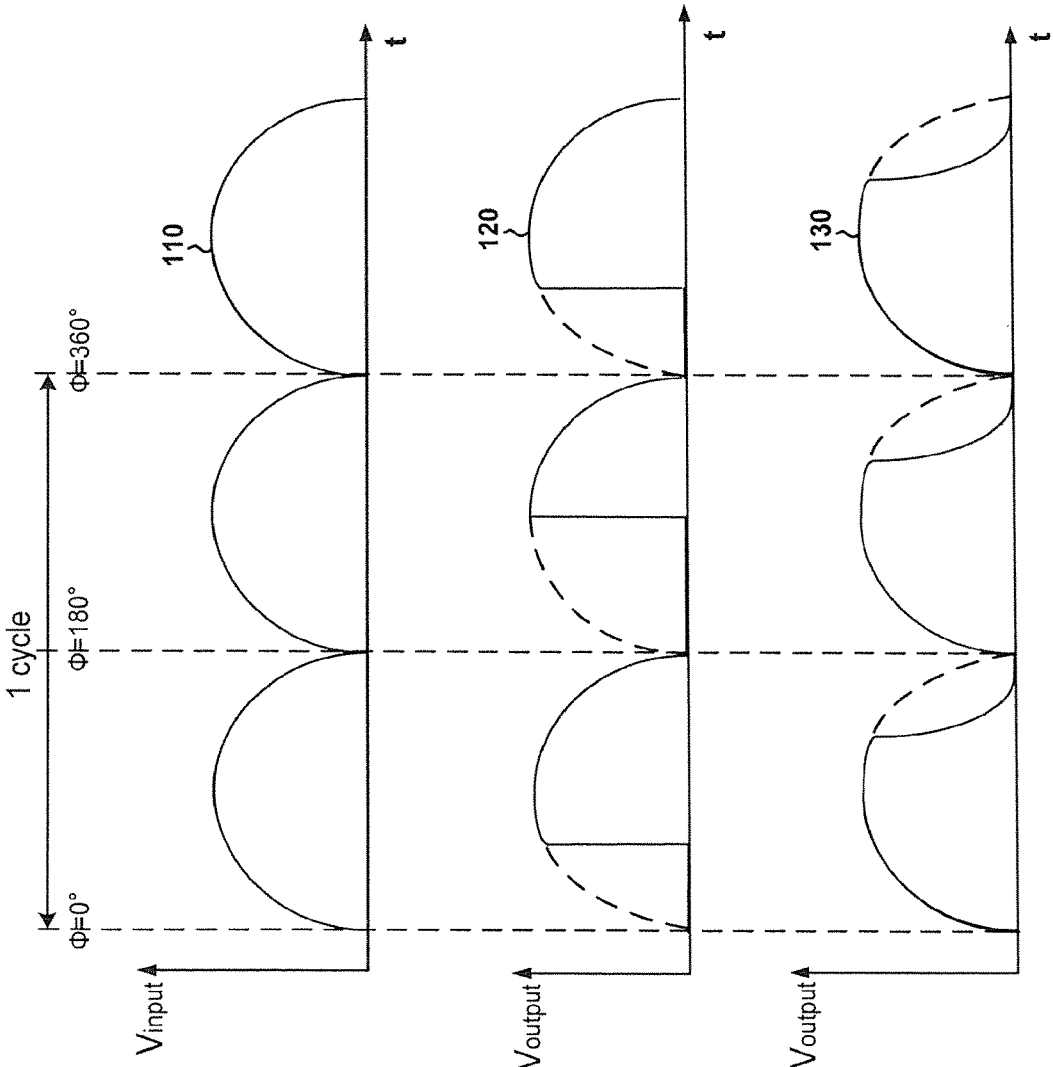 1 cycle
Φ=0°
Φ=180°
Φ=360°
Vinput
110
t
Voutput
120
t
Voutput
130
t